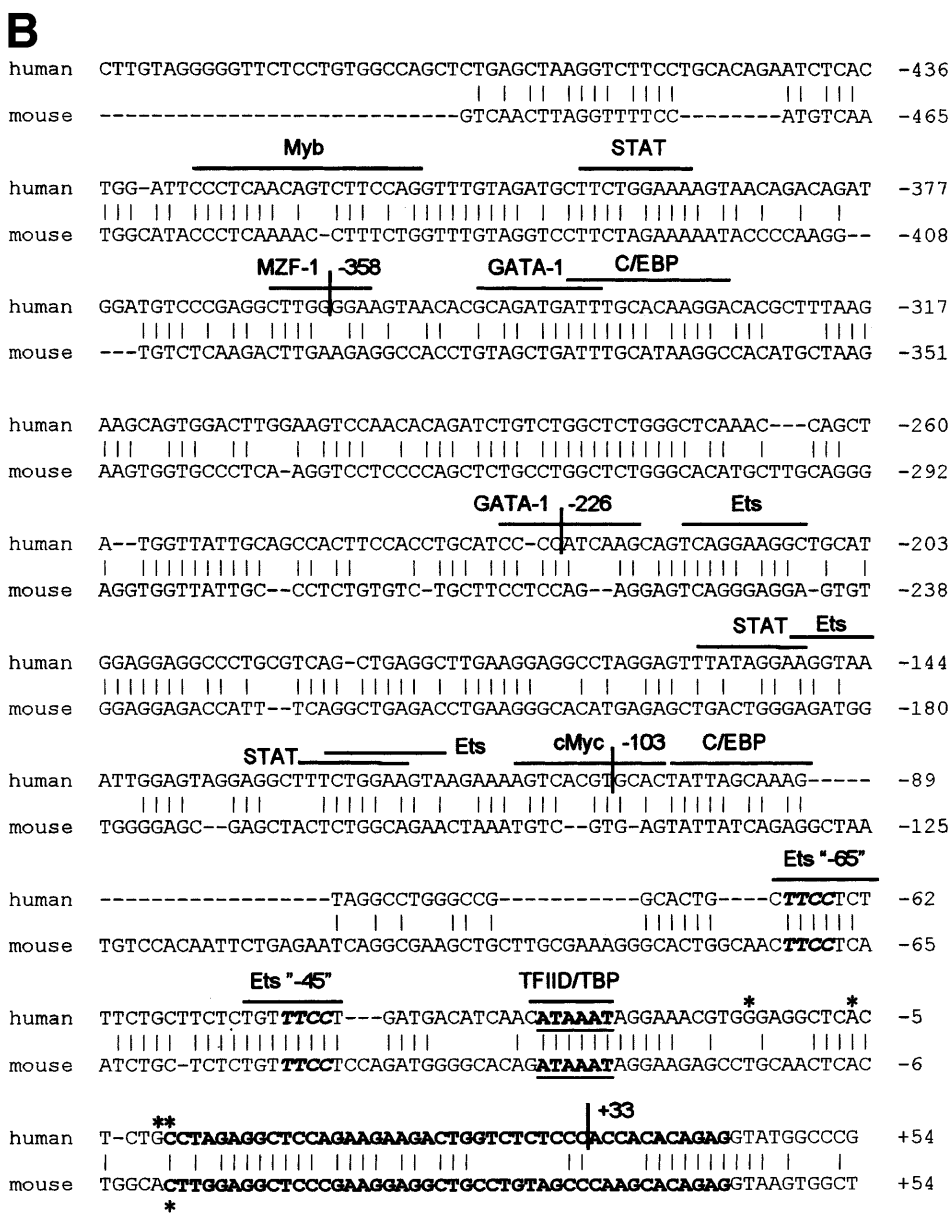 B
human CTTGTAGGGGGTTCTCCTGTGGCCAGCTCTGAGCTAAGGTCTTCCTGCACAGAATCTCAC -436
mouse ----------------------------GTCAACTTAGGTTTTCC--------ATGTCAA -465
Myb STAT
human TGG-ATTCCCTCAACAGTCTTCCAGGTTTGTAGATGCTTCTGGAAAAGTAACAGACAGAT -377
mouse TGGCATACCCTCAAAAC-CTTTCTGGTTTGTAGGTCCTTCTAGAAAAATACCCCAAGG-- -408
MZF-1 -358 GATA-1 C/EBP
human GGATGTCCCGAGGCTTGGGGAAGTAACACGCAGATGATTTGCACAAGGACACGCTTTAAG -317
mouse ---TGTCTCAAGACTTGAAGAGGCCACCTGTAGCTGATTTGCATAAGGCCACATGCTAAG -351
human AAGCAGTGGACTTGGAAGTCCAACACAGATCTGTCTGGCTCTGGGCTCAAAC---CAGCT -260
mouse AAGTGGTGCCCTCA-AGGTCCTCCCCAGCTCTGCCTGGCTCTGGGCACATGCTTGCAGGG -292
GATA-1 -226 Ets
human A--TGGTTATTGCAGCCACTTCCACCTGCATCC-CCATCAAGCAGTCAGGAAGGCTGCAT -203
mouse AGGTGGTTATTGC--CCTCTGTGTC-TGCTTCCTCCAG--AGGAGTCAGGGAGGA-GTGT -238
STAT Ets
human GGAGGAGGCCCTGCGTCAG-CTGAGGCTTGAAGGAGGCCTAGGAGTTTATAGGAAGGTAA -144
mouse GGAGGAGACCATT--TCAGGCTGAGACCTGAAGGGCACATGAGAGCTGACTGGGAGATGG -180
STAT Ets cMyc -103 C/EBP
human ATTGGAGTAGGAGGCTTTCTGGAAGTAAGAAAAGTCACGTGCACTATTAGCAAAG----- -89
mouse TGGGGAGC--GAGCTACTCTGGCAGAACTAAATGTC--GTG-AGTATTATCAGAGGCTAA -125
Ets "-65"
human ------------------TAGGCCTGGGCCG-----------GCACTG----CTTCCTCT -62
mouse TGTCCACAATTCTGAGAATCAGGCGAAGCTGCTTGCGAAAGGGCACTGGCAACTTCCTCA -65
Ets "-45" TFIID/TBP * *
human TTCTGCTTCTCTGTTTCCT---GATGACATCAACATAAATAGGAAACGTGGGAGGCTCAC -5
mouse ATCTGC-TCTCTGTTTCCTCCAGATGGGGCACAGATAAATAGGAAGAGCCTGCAACTCAC -6
** +33
human T-CTGCCTAGAGGCTCCAGAAGAAGACTGGTCTCTCCCACCACACAGAGGTATGGCCCG +54
mouse TGGCACTTGGAGGCTCCCGAAGGAGGCTGCCTGTAGCCCAAGCACAGAGGTAAGTGGCT +54
*